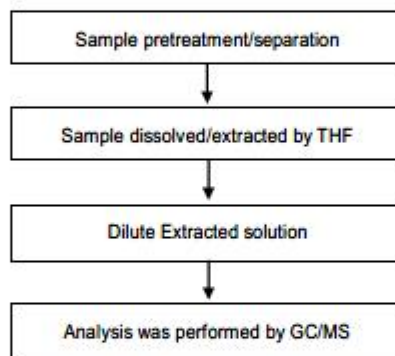 Sample pretreatment/separation
Sample dissolved/extracted by THF
Dilute Extracted solution
Analysis was performed by GC/MS